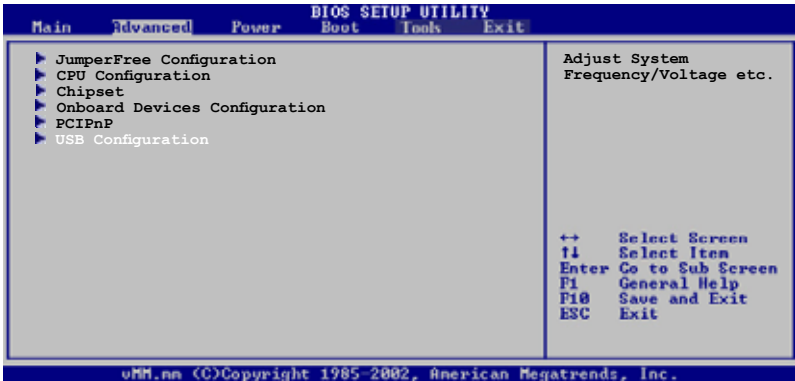 BIOS SETUP UTILITY
Main Advanced Power Boot Tools Exit
JumperFree Configuration
CPU Configuration
Chipset
Onboard Devices Configuration
PCIPnP
USB Configuration
Adjust System
Frequency/Voltage etc.
←→ Select Screen
↑↓ Select Item
Enter Go to Sub Screen
F1 General Help
F10 Save and Exit
ESC Exit
vMM.mm (C)Copyright 1985-2002, American Megatrends, Inc.